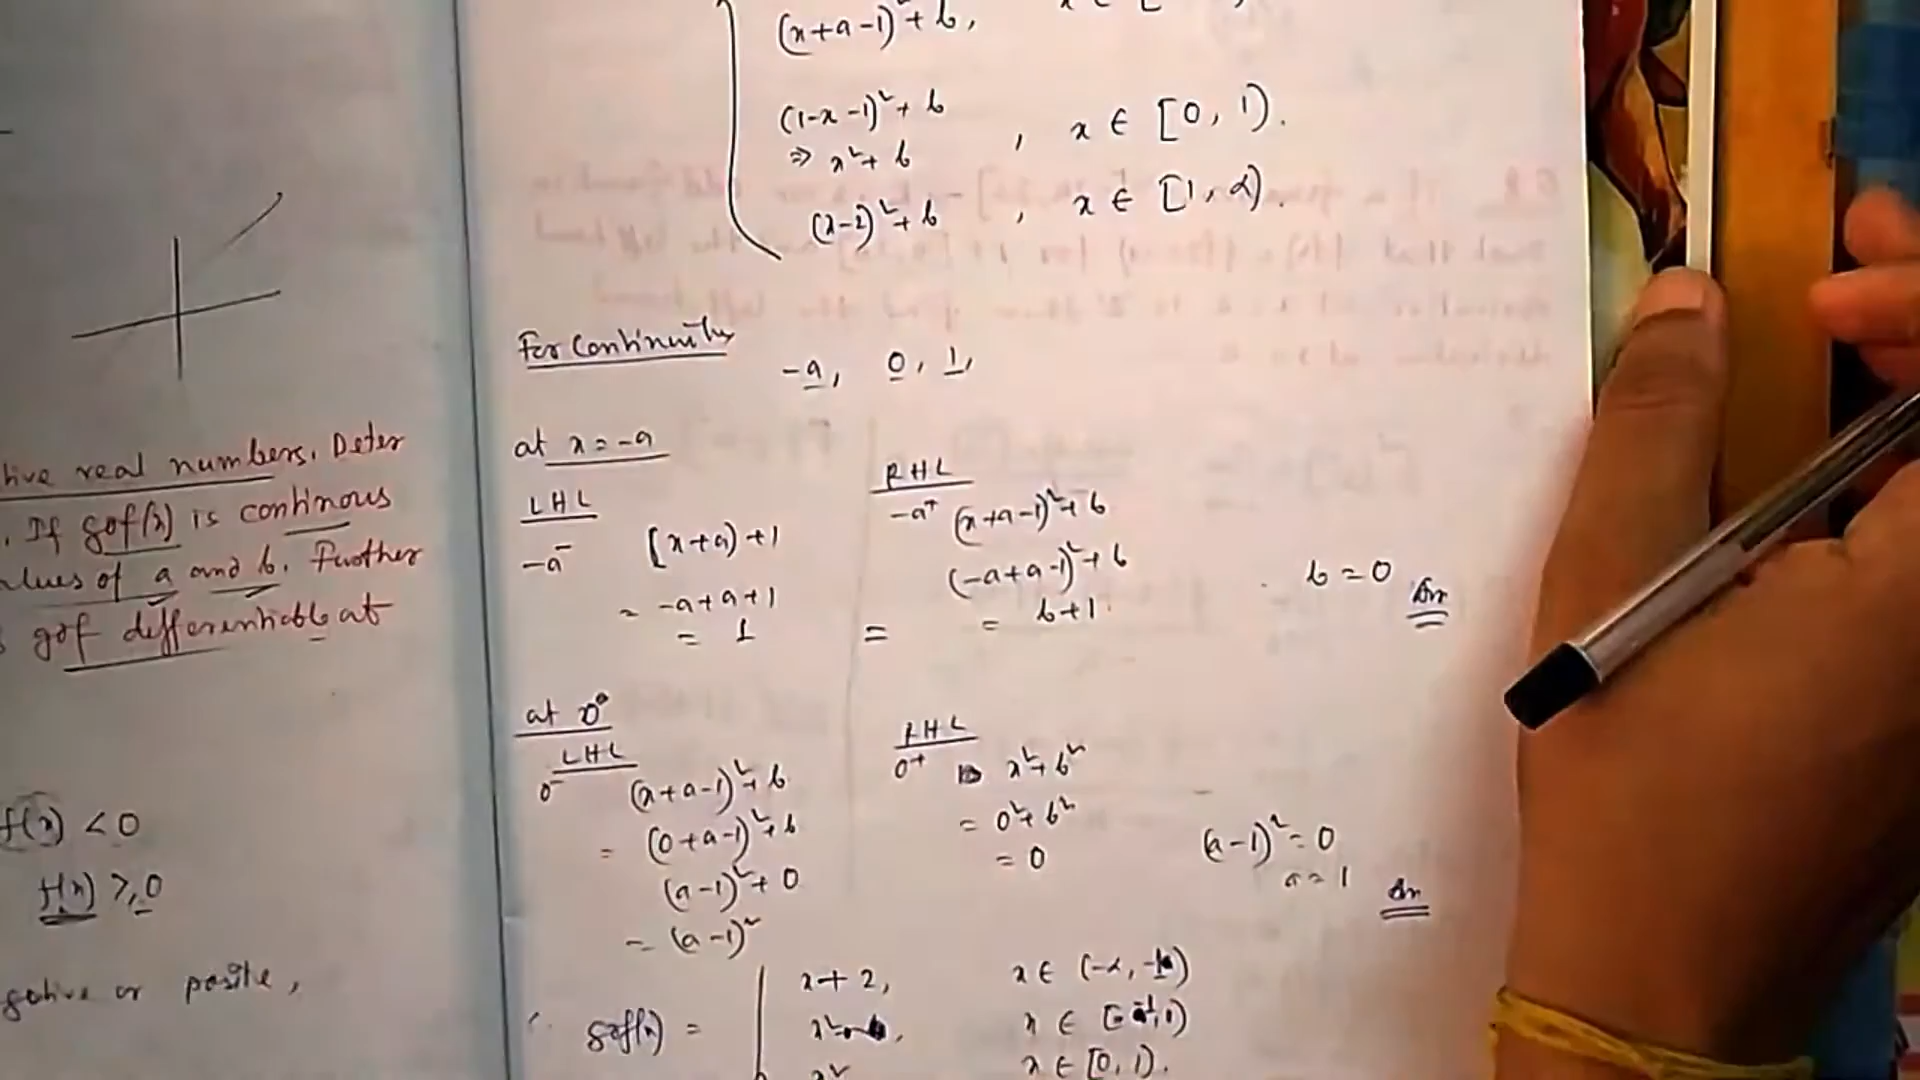 (x+a-1)²+b,
(1-x-1)²+b
⇒ x²+b , x ∈ [0, 1).
(x-2)²+b , x ∈ [1, ∝).
For Continuity
-a, 0, 1,
at x = -a
LHL
-a⁻ [x+a)+1
= -a+a+1
= 1
=
RHL
-a⁺ (x+a-1)²+b
(-a+a-1)²+b
= b+1
b = 0 Ans
at 0
LHL
0⁻ (x+a-1)²+b
= (0+a-1)²+b
(a-1)²+0
= (a-1)²
RHL
0⁺ x²+b²
= 0²+b²
= 0
(a-1)² = 0
a = 1 Ans
gof(x) =
x+2, x ∈ (-∝, -1)
x ∈ [-1, 0)
x² x ∈ [0, 1).
tive real numbers. Deter
. If gof(x) is continous
lues of a and b. Further
s gof differentiable at
f(x) < 0
f(x) ≥, 0
gative or positie,